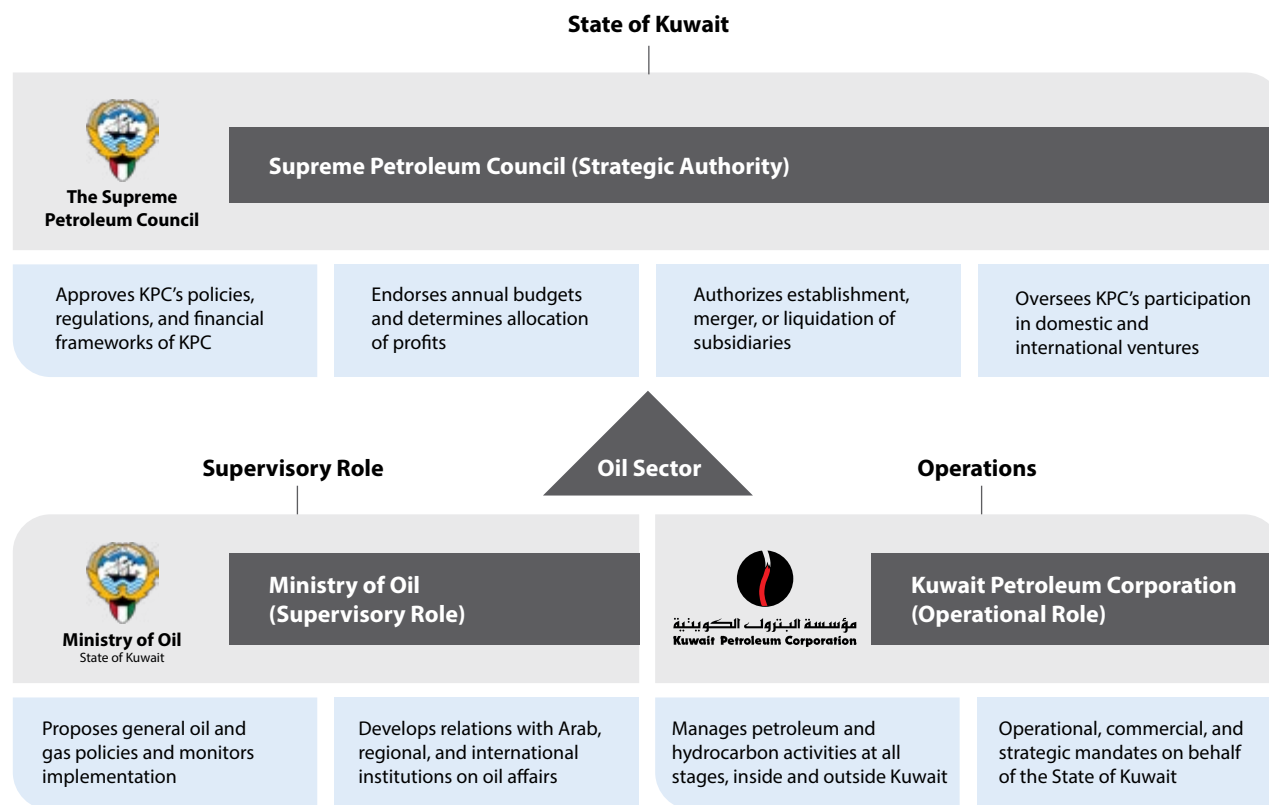 State of Kuwait
The Supreme
Petroleum Council
Supreme Petroleum Council (Strategic Authority)
Approves KPC's policies,
regulations, and financial
frameworks of KPC
Endorses annual budgets
and determines allocation
of profits
Authorizes establishment,
merger, or liquidation of
subsidiaries
Oversees KPC's participation
in domestic and
international ventures
Supervisory Role
Oil Sector
Operations
Ministry of Oil
State of Kuwait
Ministry of Oil
(Supervisory Role)
مؤسسة البترول الكويتية
Kuwait Petroleum Corporation
Kuwait Petroleum Corporation
(Operational Role)
Proposes general oil and
gas policies and monitors
implementation
Develops relations with Arab,
regional, and international
institutions on oil affairs
Manages petroleum and
hydrocarbon activities at all
stages, inside and outside Kuwait
Operational, commercial, and
strategic mandates on behalf
of the State of Kuwait